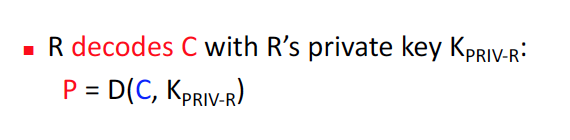 ▪ R decodes C with R’s private key KPRIV-R:
P = D(C, KPRIV-R)